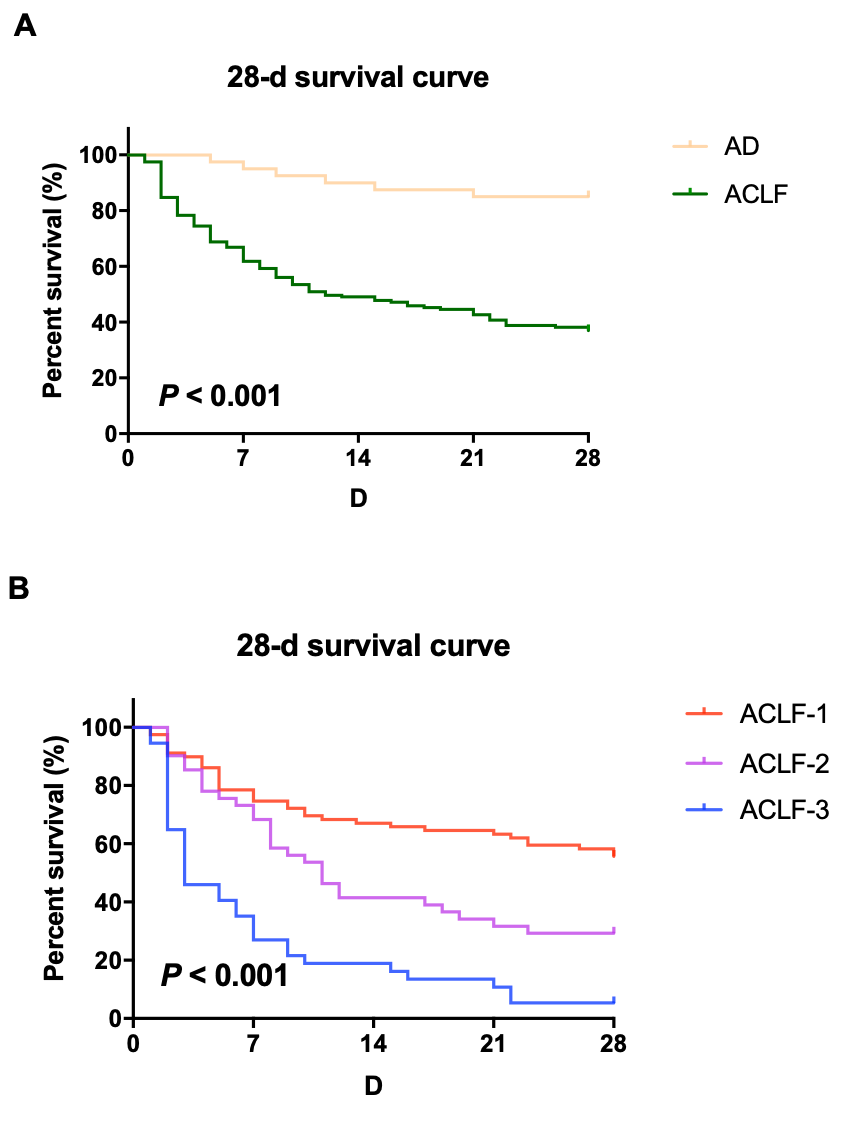 A
28-d survival curve
Percent survival (%)
100
80
60
40
20
0
P < 0.001
0 7 14 21 28
D
AD
ACLF
B
28-d survival curve
Percent survival (%)
100
80
60
40
20
0
P < 0.001
0 7 14 21 28
D
ACLF-1
ACLF-2
ACLF-3